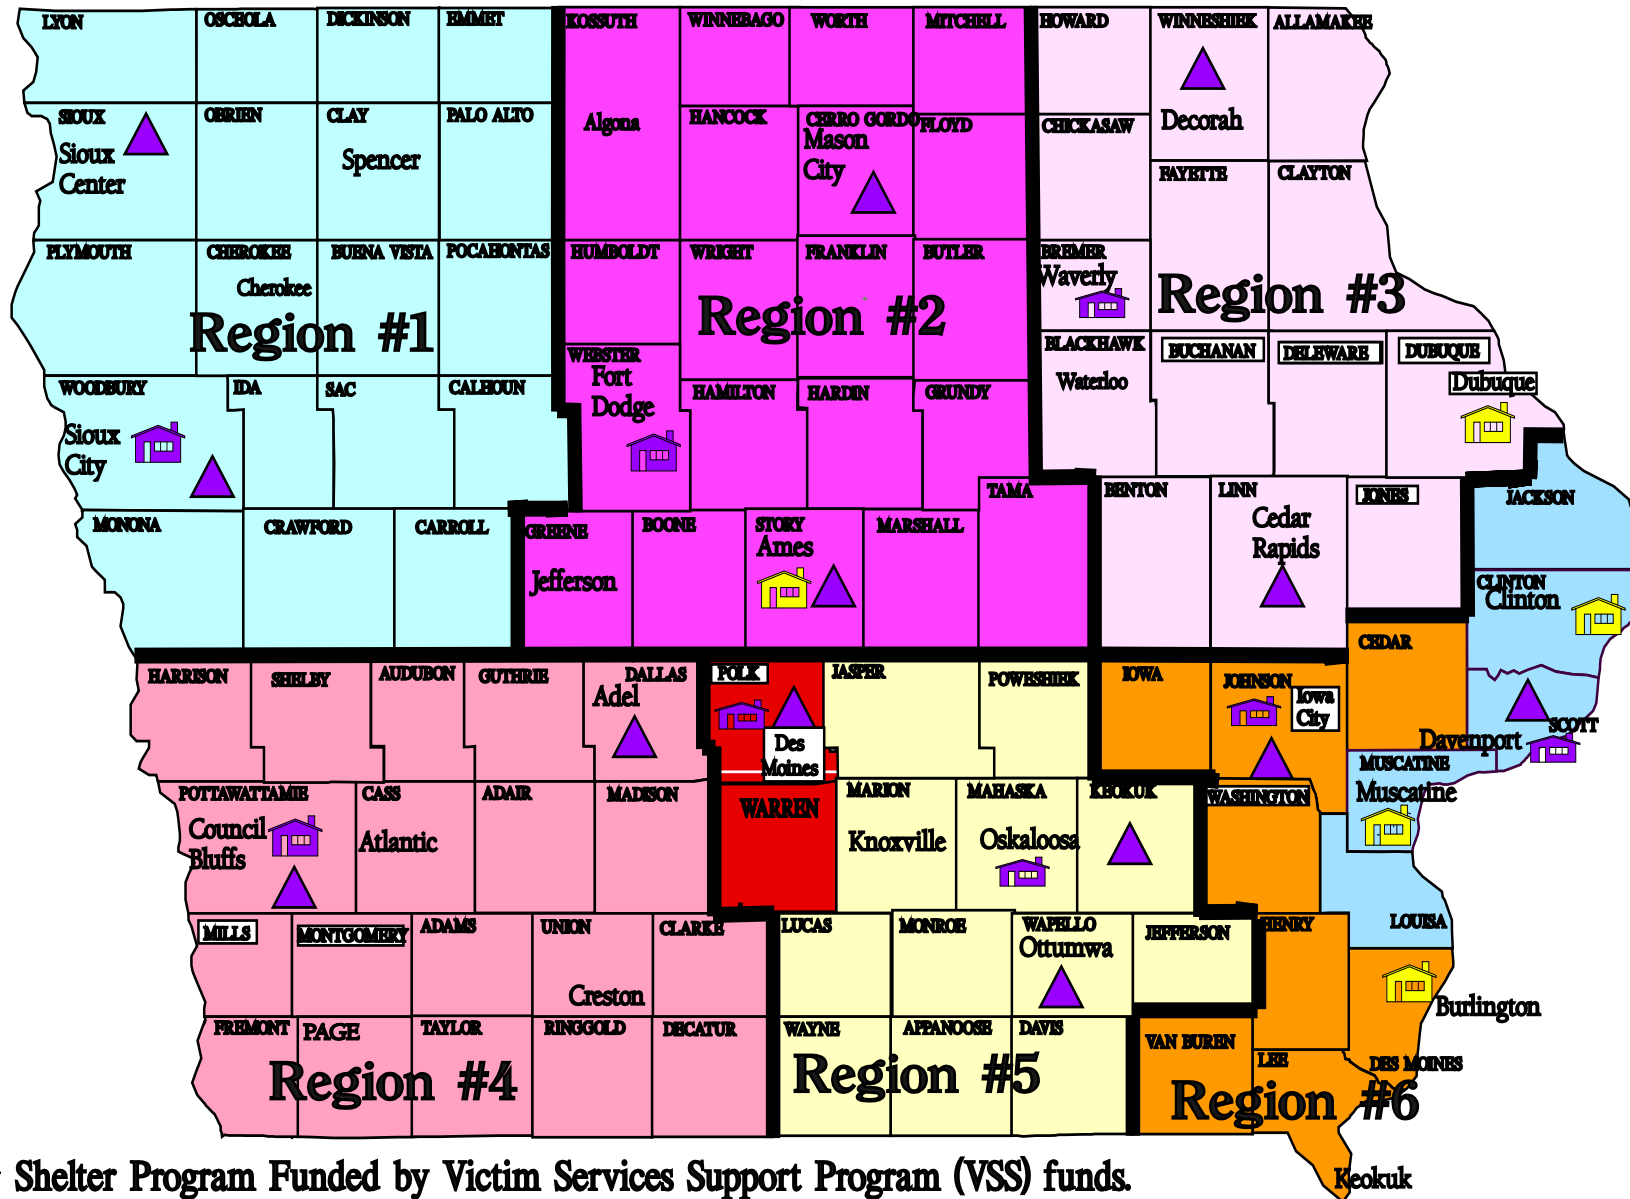 LYON
OSCEOLA
DICKINSON
EMMET
KOSSUTH
WINNEBAGO
WORTH
MITCHELL
HOWARD
WINNESHIEK
ALLAMAKEE
SIOUX
Sioux
Center
OBRIEN
CLAY
Spencer
PALO ALTO
Algona
HANCOCK
CERRO GORDO
Mason
City
FLOYD
CHICKASAW
Decorah
FAYETTE
CLAYTON
PLYMOUTH
CHEROKEE
Cherokee
BUENA VISTA
POCAHONTAS
HUMBOLDT
WRIGHT
FRANKLIN
BUTLER
BREMER
Waverly
Region #1
Region #2
Region #3
WOODBURY
Sioux
City
IDA
SAC
CALHOUN
WEBSTER
Fort
Dodge
HAMILTON
HARDIN
GRUNDY
BLACKHAWK
Waterloo
BUCHANAN
DELEWARE
DUBUQUE
Dubuque
MONONA
CRAWFORD
CARROLL
GREENE
Jefferson
BOONE
STORY
Ames
MARSHALL
TAMA
BENTON
LINN
Cedar
Rapids
JONES
JACKSON
CLINTON
Clinton
HARRISON
SHELBY
AUDUBON
GUTHRIE
DALLAS
Adel
POLK
Des
Moines
JASPER
POWESHIEK
IOWA
JOHNSON
Iowa
City
CEDAR
SCOTT
Davenport
MUSCATINE
Muscatine
POTTAWATTAMIE
Council
Bluffs
CASS
Atlantic
ADAIR
MADISON
WARREN
MARION
Knoxville
MAHASKA
Oskaloosa
KEOKUK
WASHINGTON
LOUISA
MILLS
MONTGOMERY
ADAMS
UNION
Creston
CLARKE
LUCAS
MONROE
WAPELLO
Ottumwa
JEFFERSON
HENRY
Burlington
DES MOINES
FREMONT
PAGE
TAYLOR
RINGGOLD
DECATUR
WAYNE
APPANOOSE
DAVIS
VAN BUREN
LEE
Region #4
Region #5
Region #6
Keokuk
Shelter Program Funded by Victim Services Support Program (VSS) funds.